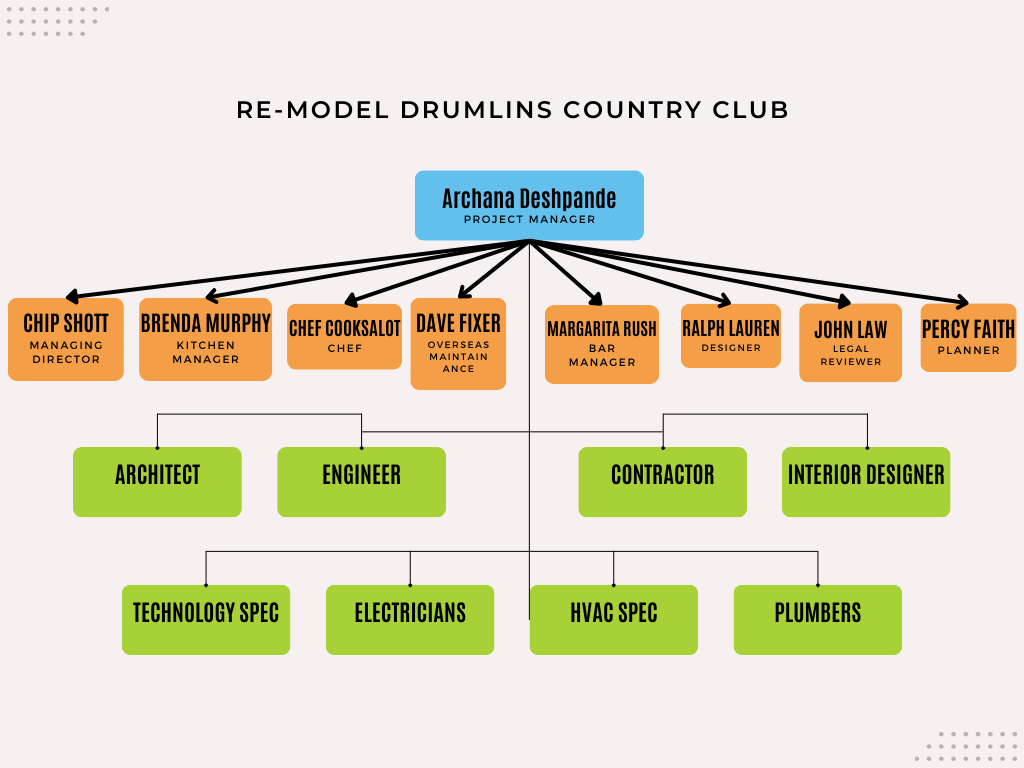 RE-MODEL DRUMLINS COUNTRY CLUB
Archana Deshpande
PROJECT MANAGER
CHIP SHOTT
MANAGING
DIRECTOR
BRENDA MURPHY
KITCHEN
MANAGER
CHEF COOKSALOT
CHEF
DAVE FIXER
OVERSEAS
MAINTAIN
ANCE
MARGARITA RUSH
BAR
MANAGER
RALPH LAUREN
DESIGNER
JOHN LAW
LEGAL
REVIEWER
PERCY FAITH
PLANNER
ARCHITECT
ENGINEER
CONTRACTOR
INTERIOR DESIGNER
TECHNOLOGY SPEC
ELECTRICIANS
HVAC SPEC
PLUMBERS